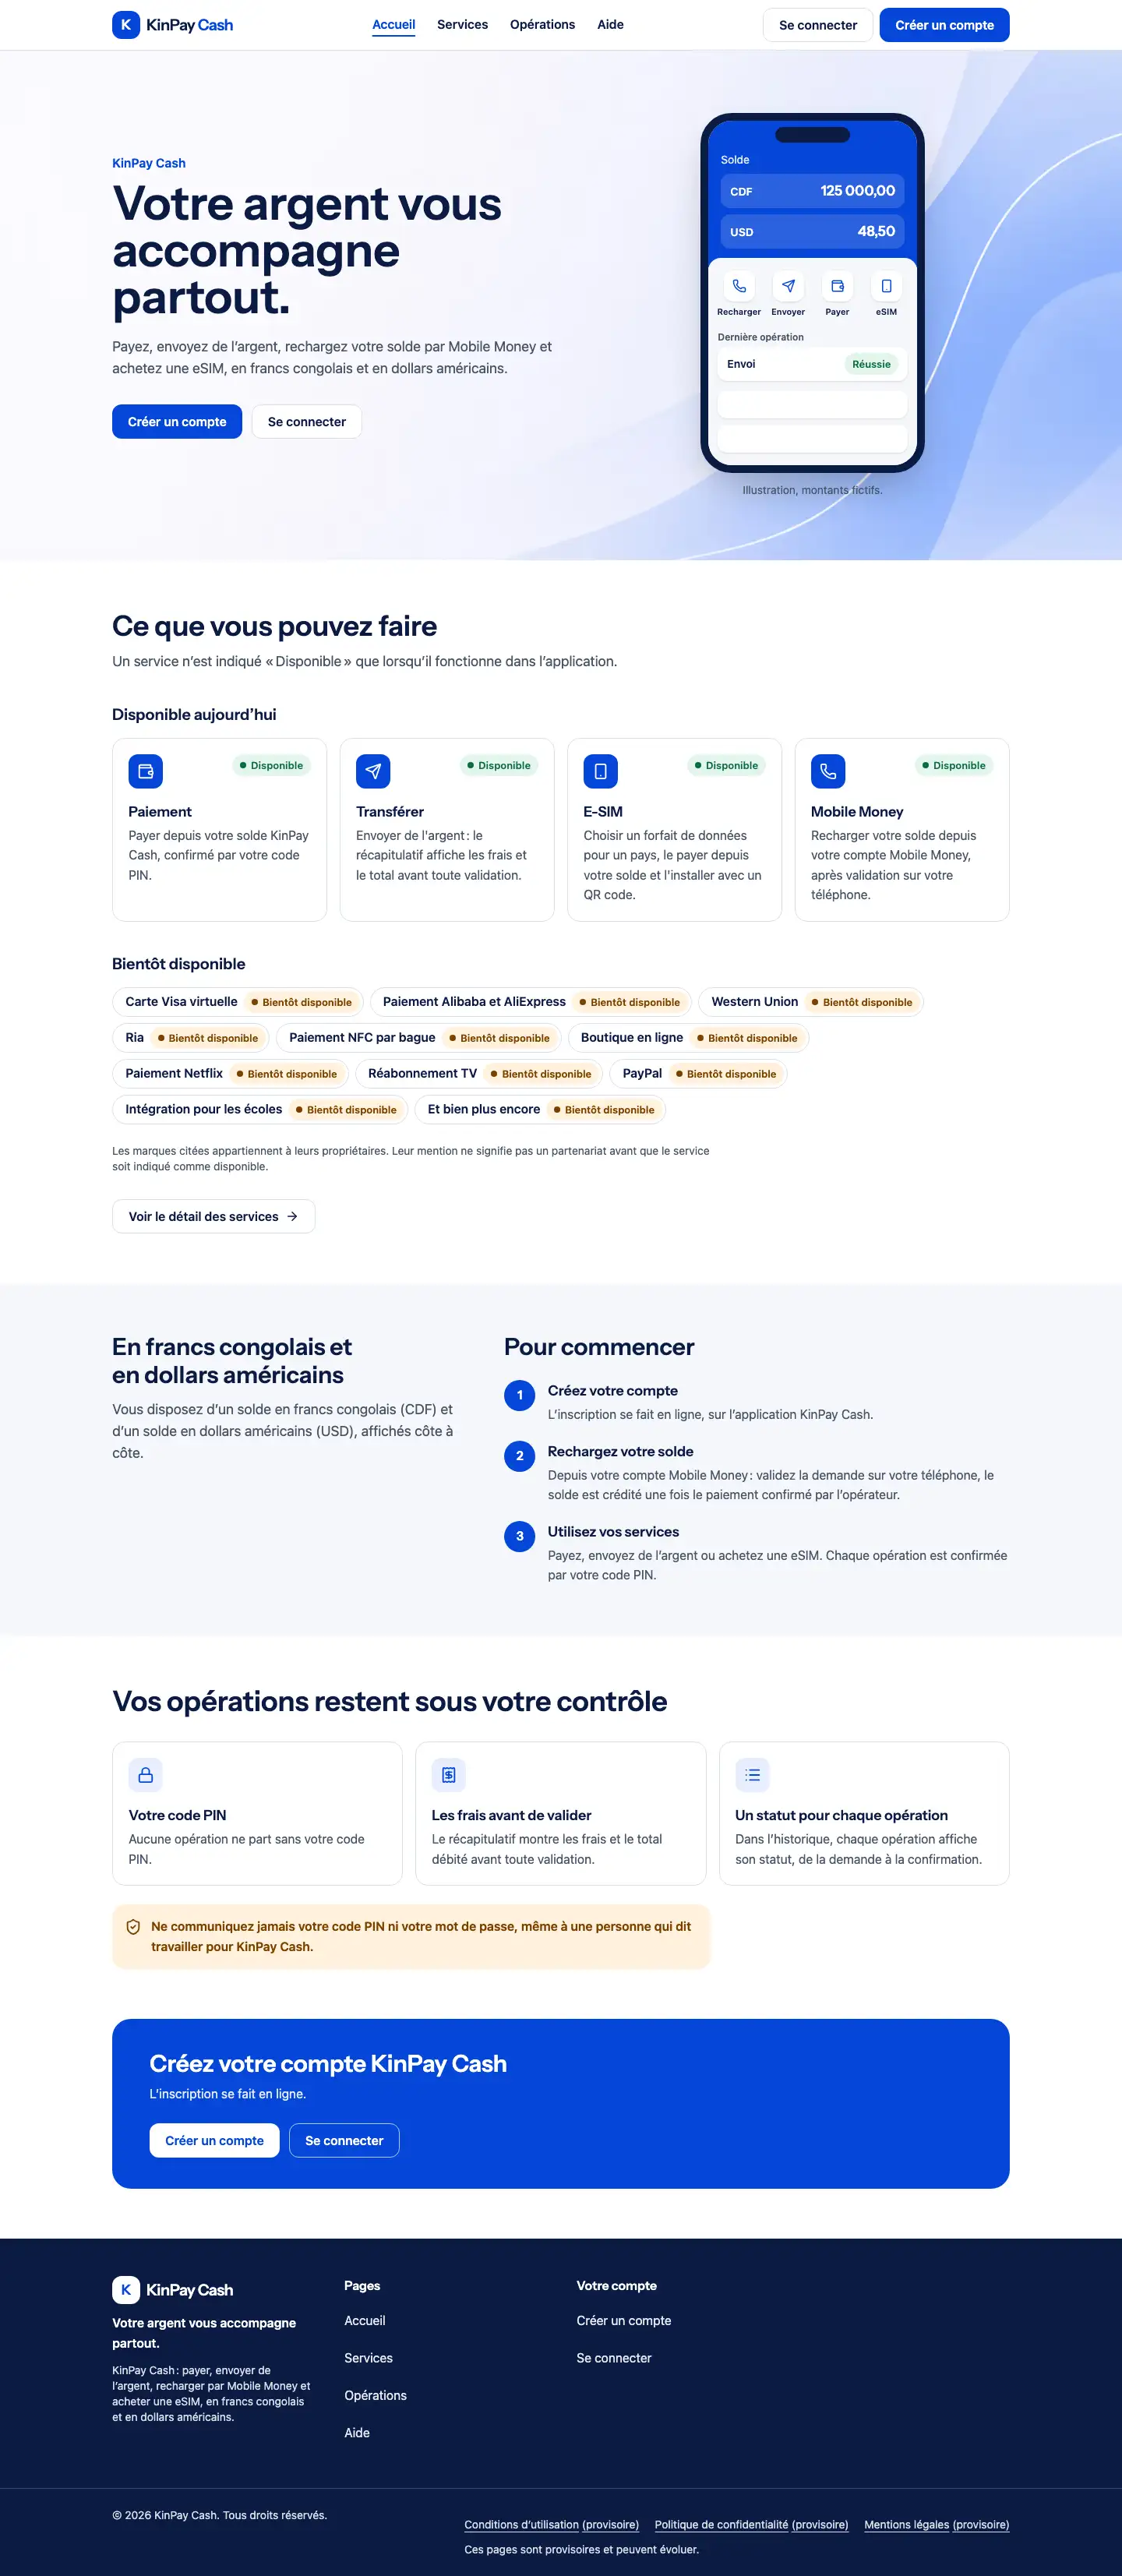 K KinPay Cash
Accueil Services Opérations Aide
Se connecter Créer un compte
KinPay Cash
Votre argent vous
accompagne
partout.
Payez, envoyez de l’argent, rechargez votre solde par Mobile Money et
achetez une eSIM, en francs congolais et en dollars américains.
Créer un compte Se connecter
Solde
CDF 125 000,00
USD 48,50
Recharger Envoyer Payer eSIM
Dernière opération
Envoi Réussie
Illustration, montants fictifs.
Ce que vous pouvez faire
Un service n’est indiqué « Disponible » que lorsqu’il fonctionne dans l’application.
Disponible aujourd’hui
Disponible
Paiement
Payer depuis votre solde KinPay
Cash, confirmé par votre code
PIN.
Disponible
Transférer
Envoyer de l'argent : le
récapitulatif affiche les frais et
le total avant toute validation.
Disponible
E-SIM
Choisir un forfait de données
pour un pays, le payer depuis
votre solde et l'installer avec un
QR code.
Disponible
Mobile Money
Recharger votre solde depuis
votre compte Mobile Money,
après validation sur votre
téléphone.
Bientôt disponible
Carte Visa virtuelle Bientôt disponible Paiement Alibaba et AliExpress Bientôt disponible Western Union Bientôt disponible
Ria Bientôt disponible Paiement NFC par bague Bientôt disponible Boutique en ligne Bientôt disponible
Paiement Netflix Bientôt disponible Réabonnement TV Bientôt disponible PayPal Bientôt disponible
Intégration pour les écoles Bientôt disponible Et bien plus encore Bientôt disponible
Les marques citées appartiennent à leurs propriétaires. Leur mention ne signifie pas un partenariat avant que le service
soit indiqué comme disponible.
Voir le détail des services
En francs congolais et
en dollars américains
Vous disposez d’un solde en francs congolais (CDF) et
d’un solde en dollars américains (USD), affichés côte à
côte.
Pour commencer
1 Créez votre compte
L’inscription se fait en ligne, sur l’application KinPay Cash.
2 Rechargez votre solde
Depuis votre compte Mobile Money : validez la demande sur votre téléphone, le
solde est crédité une fois le paiement confirmé par l’opérateur.
3 Utilisez vos services
Payez, envoyez de l’argent ou achetez une eSIM. Chaque opération est confirmée
par votre code PIN.
Vos opérations restent sous votre contrôle
Votre code PIN
Aucune opération ne part sans votre code
PIN.
Les frais avant de valider
Le récapitulatif montre les frais et le total
débité avant toute validation.
Un statut pour chaque opération
Dans l’historique, chaque opération affiche
son statut, de la demande à la confirmation.
Ne communiquez jamais votre code PIN ni votre mot de passe, même à une personne qui dit
travailler pour KinPay Cash.
Créez votre compte KinPay Cash
L’inscription se fait en ligne.
Créer un compte Se connecter
K KinPay Cash
Votre argent vous accompagne
partout.
KinPay Cash : payer, envoyer de
l’argent, recharger par Mobile Money et
acheter une eSIM, en francs congolais
et en dollars américains.
Pages
Accueil
Services
Opérations
Aide
Votre compte
Créer un compte
Se connecter
© 2026 KinPay Cash. Tous droits réservés.
Conditions d’utilisation (provisoire) Politique de confidentialité (provisoire) Mentions légales (provisoire)
Ces pages sont provisoires et peuvent évoluer.